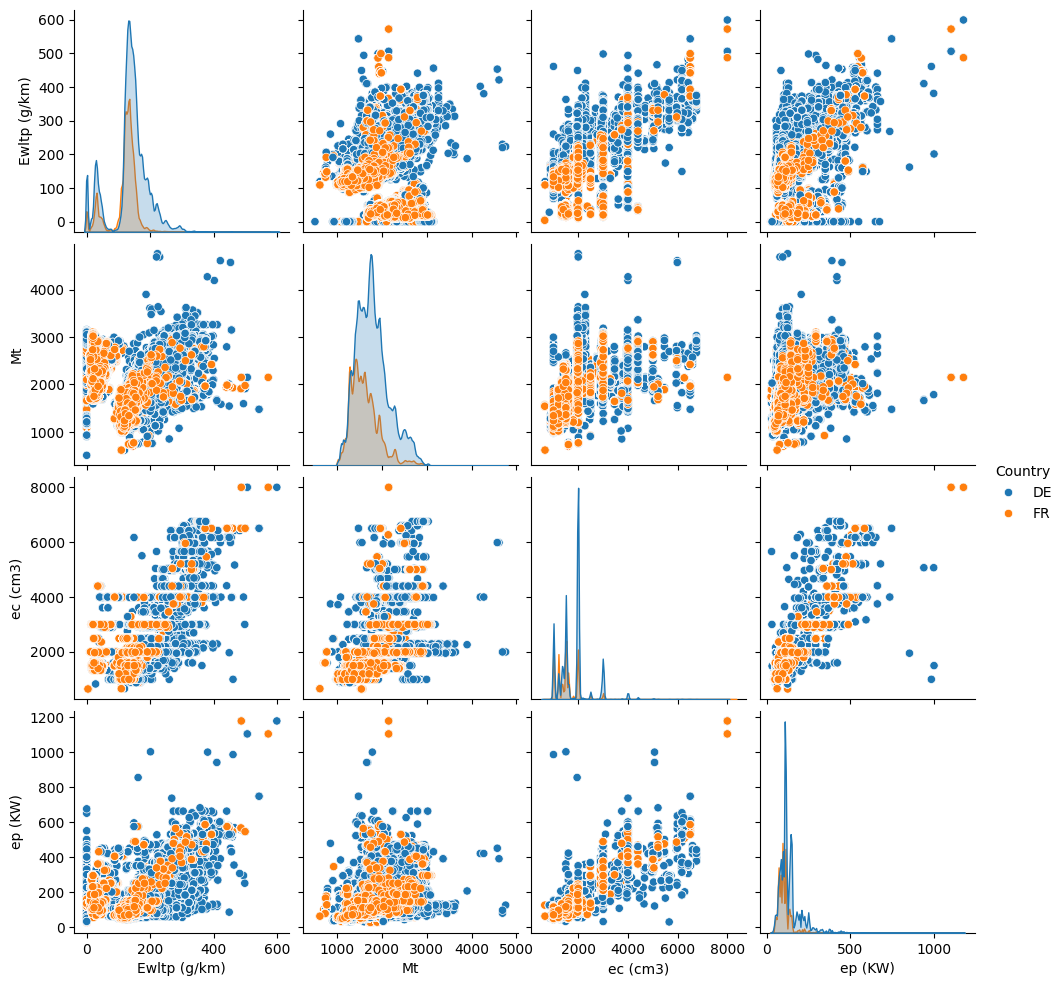 600
500
400
300
200
100
0
Ewltp (g/km)
4000
3000
2000
1000
Mt
8000
6000
4000
2000
ec (cm3)
Country
DE
FR
1200
1000
800
600
400
200
0
ep (KW)
0 200 400 600
1000 2000 3000 4000 5000
2000 4000 6000 8000
0 500 1000
Ewltp (g/km) Mt ec (cm3) ep (KW)